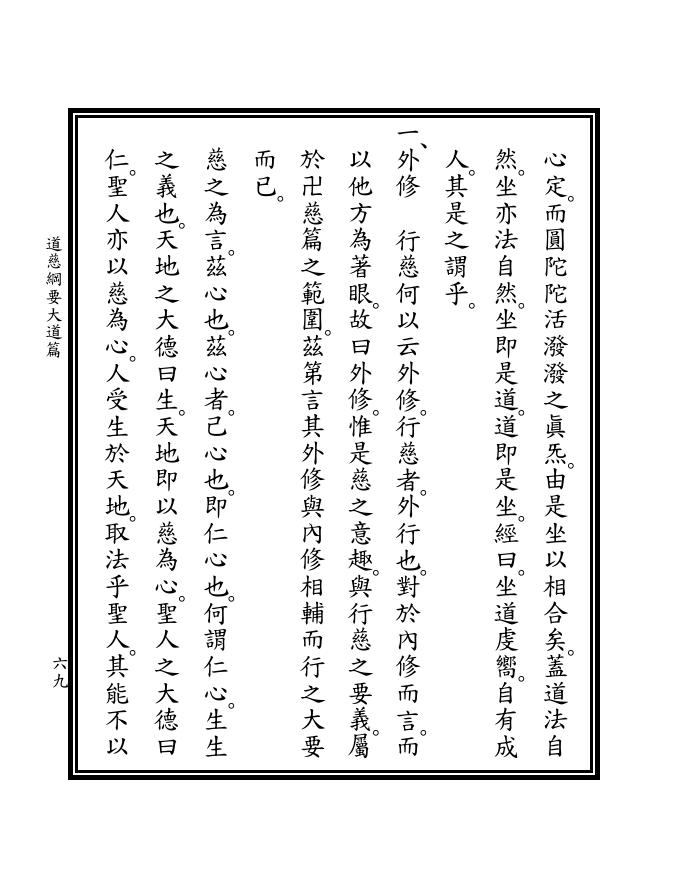 心定。而圓陀陀活潑潑之眞炁。由是坐以相合矣。蓋道法自
然。坐亦法自然。坐即是道。道即是坐。經曰。坐道虔嚮。自有成
人。其是之謂乎。
一、外修　行慈何以云外修。行慈者。外行也。對於內修而言。而
以他方為著眼。故曰外修。惟是慈之意趣。與行慈之要義。屬
於卍慈篇之範圍。茲第言其外修與內修相輔而行之大要
而已。
慈之為言。茲心也。茲心者。己心也。即仁心也。何謂仁心。生生
之義也。天地之大德曰生。天地即以慈為心。聖人之大德曰
仁。聖人亦以慈為心。人受生於天地。取法乎聖人。其能不以
道慈綱要大道篇
六九